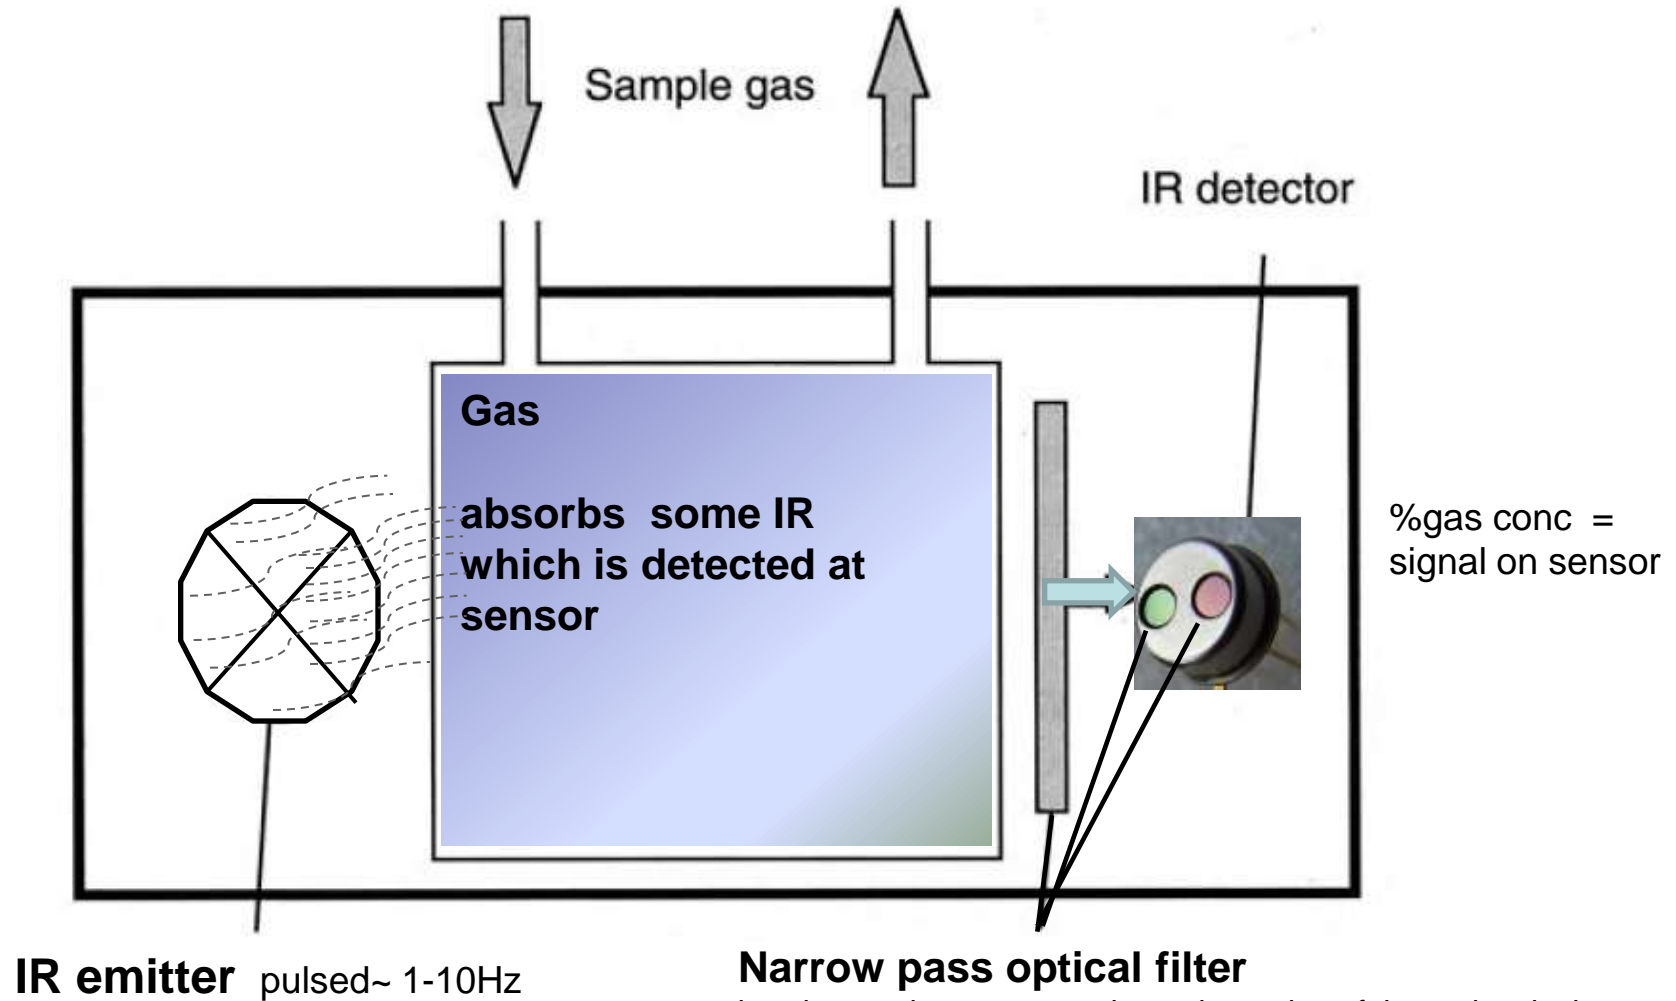 Sample gas
IR detector
Gas
absorbs  some IR
which is detected at
sensor
%gas conc  =
signal on sensor
IR emitter  pulsed~ 1-10Hz
Narrow pass optical filter